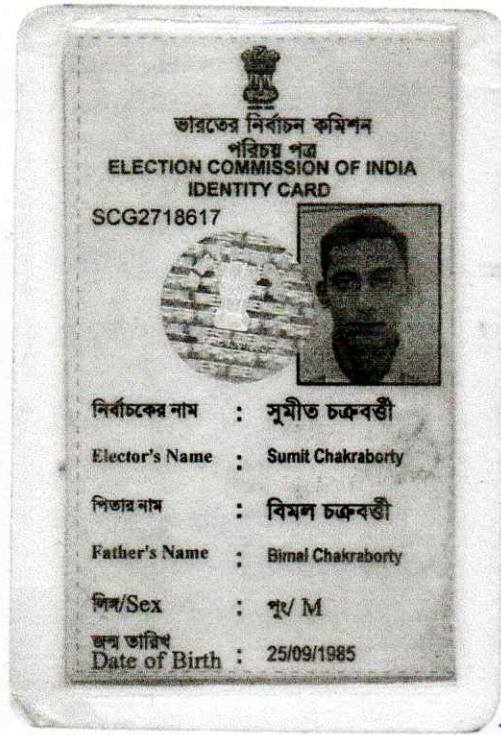 ভারতের নির্বাচন কমিশন
পরিচয় পত্র
ELECTION COMMISSION OF INDIA
IDENTITY CARD
SCG2718617
নির্বাচকের নাম : সুমীত চক্রবর্ত্তী
Elector's Name : Sumit Chakraborty
পিতার নাম : বিমল চক্রবর্ত্তী
Father's Name : Bimal Chakraborty
লিঙ্গ/Sex : পুং/ M
জন্ম তারিখ
Date of Birth : 25/09/1985